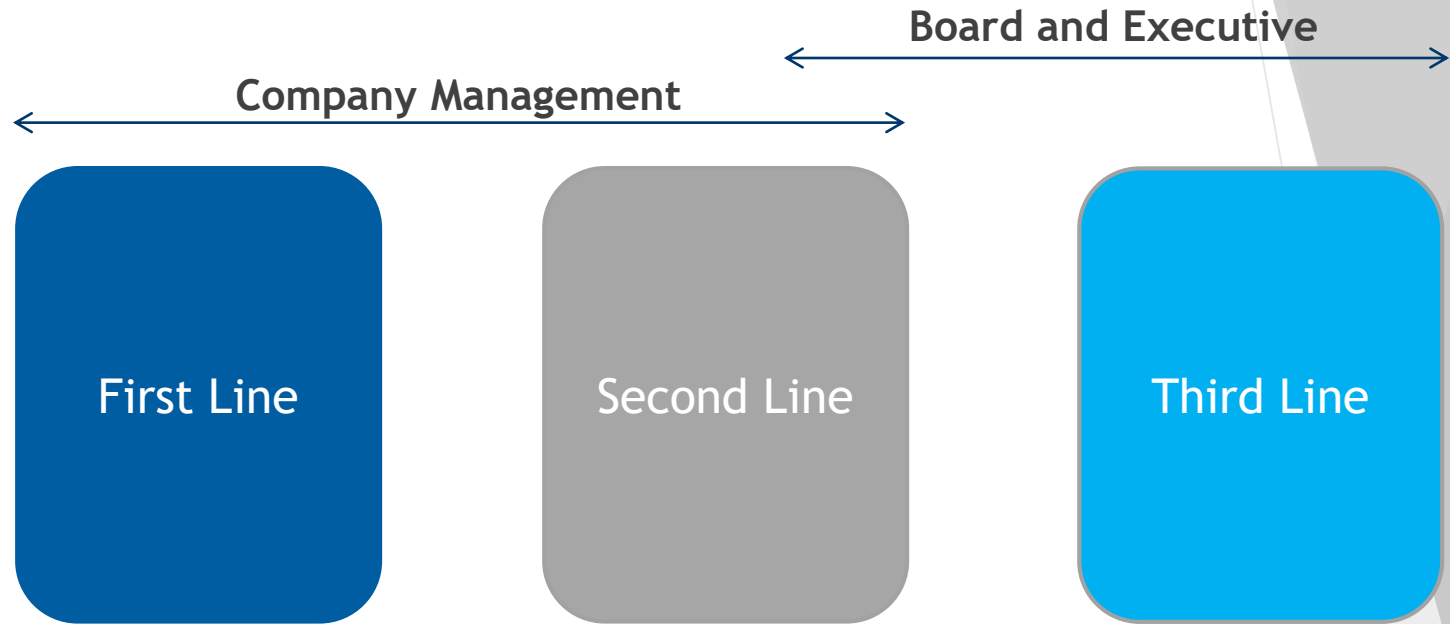 Board and Executive
Company Management
First Line
Second Line
Third Line